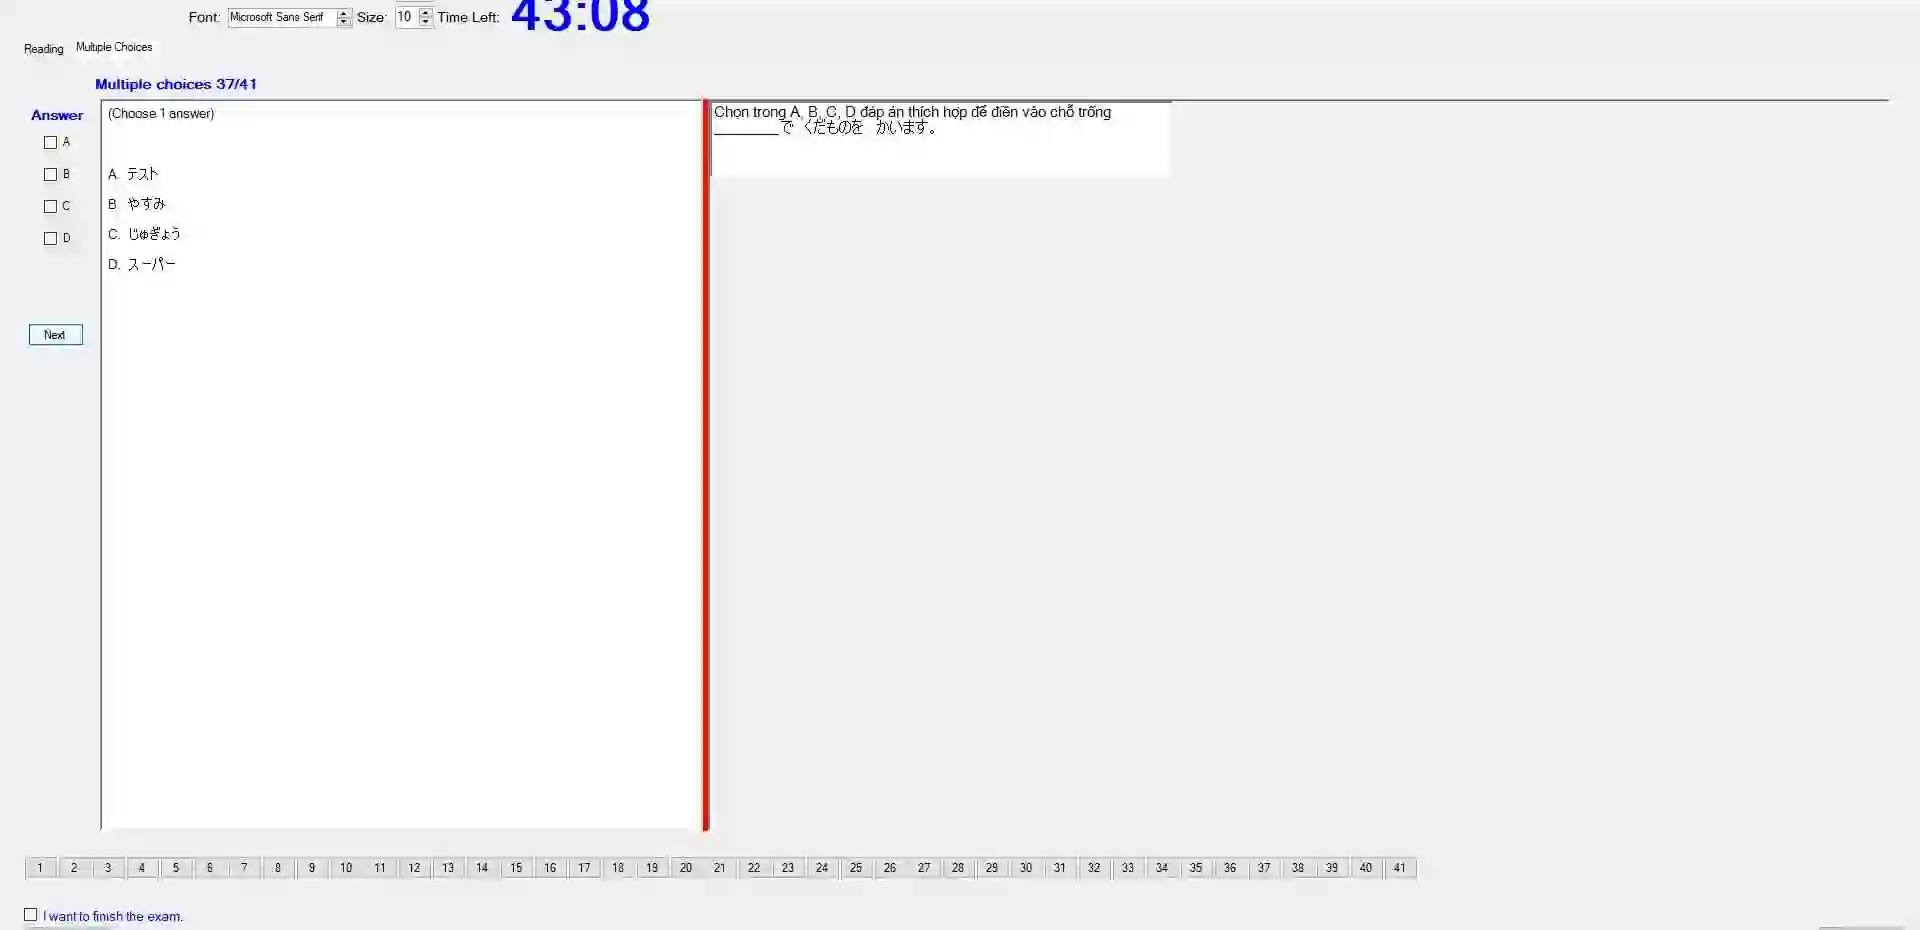 Font: Microsoft Sans Serif Size: 10 Time Left: 43:08
Reading Multiple Choices
Multiple choices 37/41
Answer
A
B
C
D
Next
(Choose 1 answer)
A. テスト
B. やすみ
C. じゅぎょう
D. スーパー
Chọn trong A, B, C, D đáp án thích hợp để điền vào chỗ trống
________で くだものを かいます。
1 2 3 4 5 6 7 8 9 10 11 12 13 14 15 16 17 18 19 20 21 22 23 24 25 26 27 28 29 30 31 32 33 34 35 36 37 38 39 40 41
I want to finish the exam.